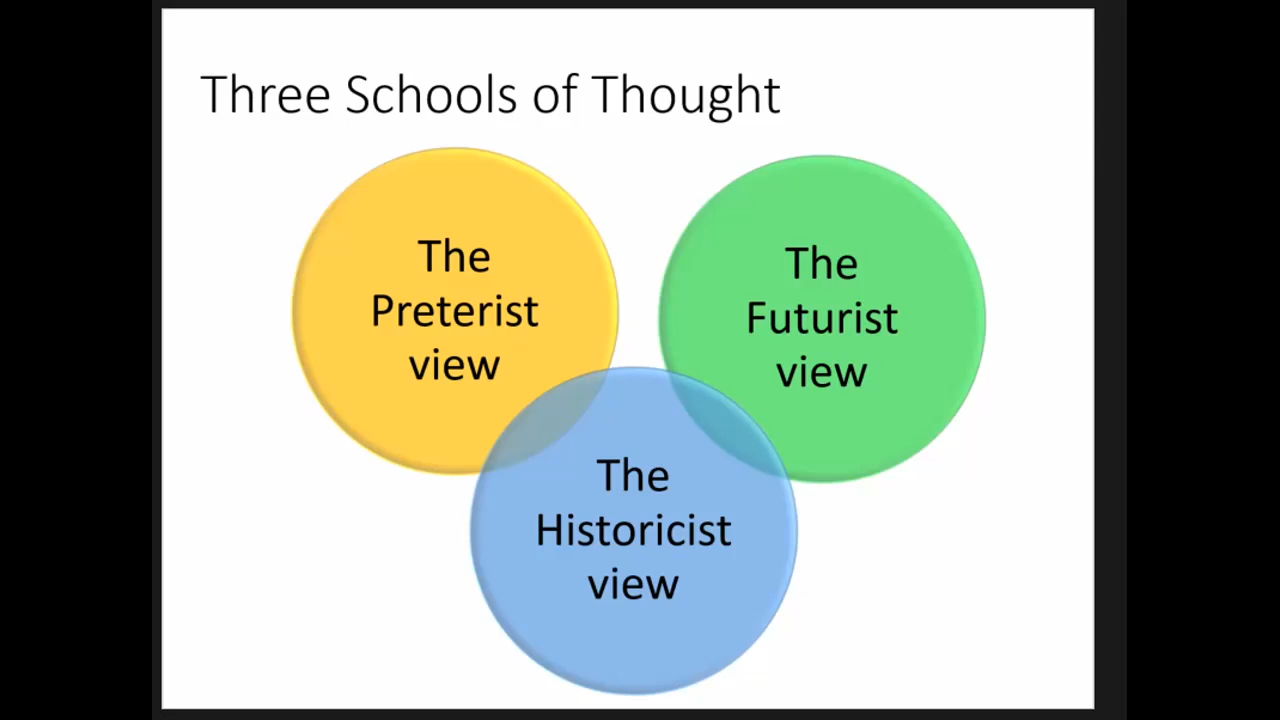 Three Schools of Thought
The
Preterist
view
The
Futurist
view
The
Historicist
view